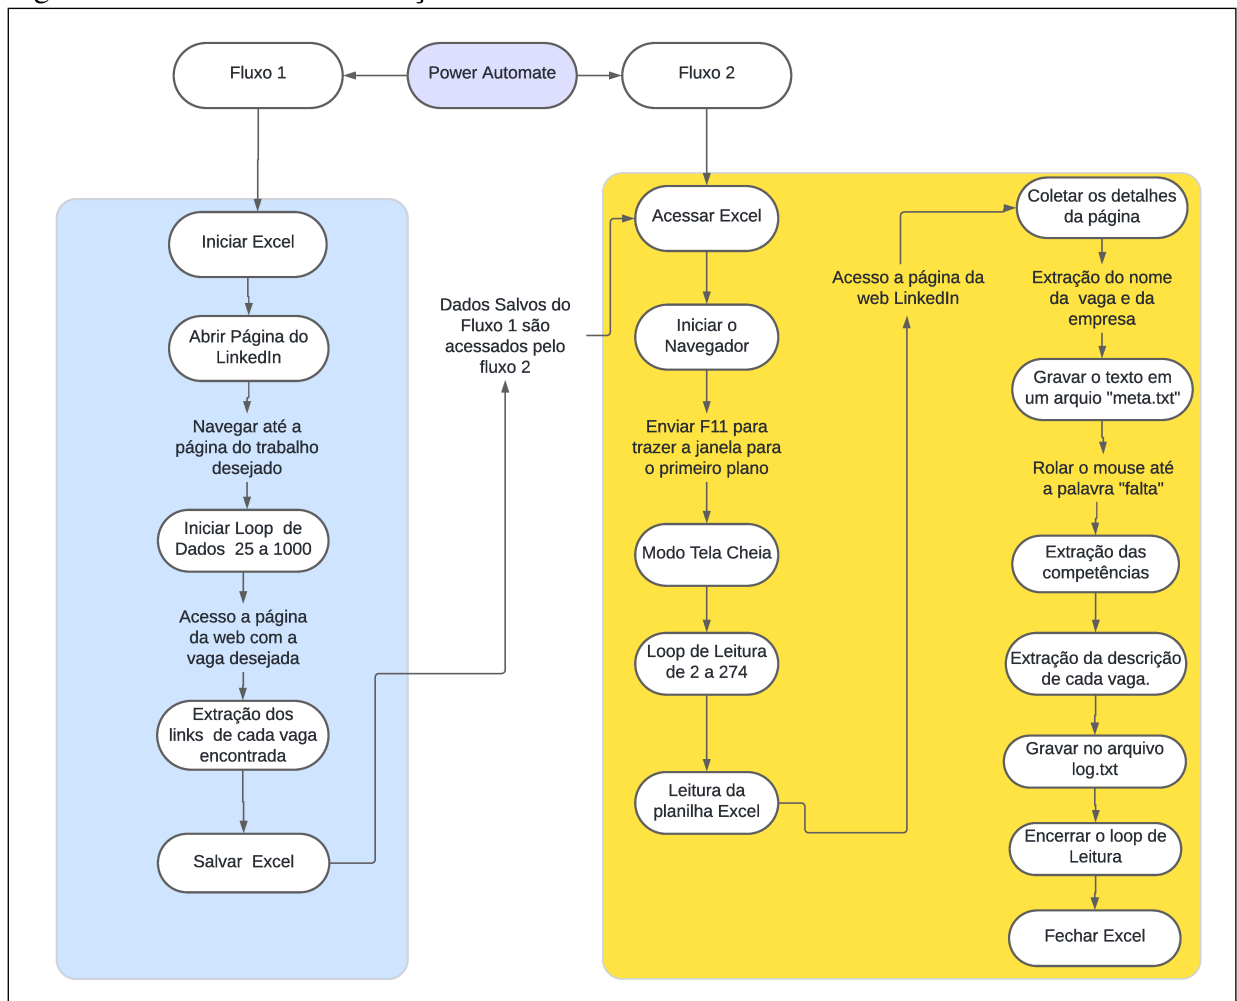 Fluxo 1
Power Automate
Fluxo 2
Iniciar Excel
Abrir Página do
LinkedIn
Navegar até a
página do trabalho
desejado
Iniciar Loop de
Dados 25 a 1000
Acesso a página
da web com a
vaga desejada
Extração dos
links de cada vaga
encontrada
Salvar Excel
Dados Salvos do
Fluxo 1 são
acessados pelo
fluxo 2
Acessar Excel
Iniciar o
Navegador
Enviar F11 para
trazer a janela para
o primeiro plano
Modo Tela Cheia
Loop de Leitura
de 2 a 274
Leitura da
planilha Excel
Acesso a página da
web LinkedIn
Coletar os detalhes
da página
Extração do nome
da vaga e da
empresa
Gravar o texto em
um arquio "meta.txt"
Rolar o mouse até
a palavra "falta"
Extração das
competências
Extração da descrição
de cada vaga.
Gravar no arquivo
log.txt
Encerrar o loop de
Leitura
Fechar Excel